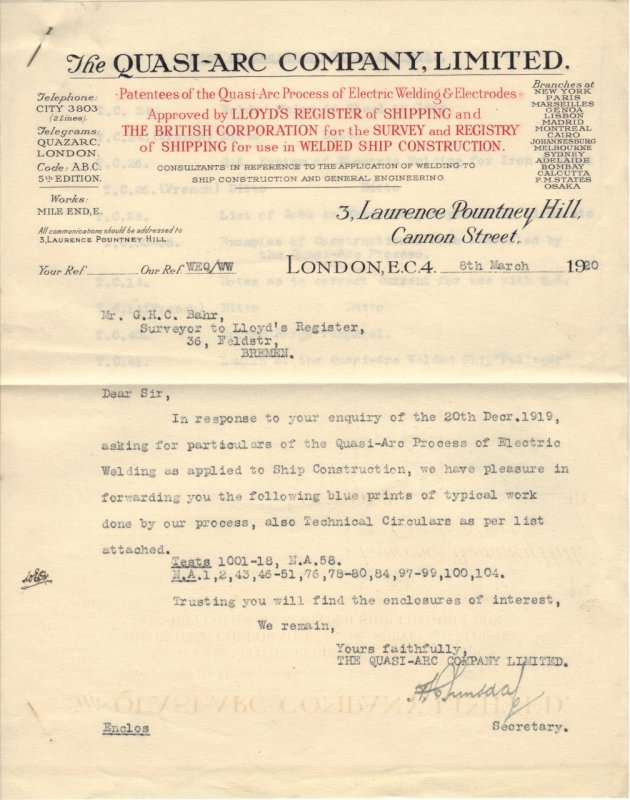 The QUASI-ARC COMPANY, LIMITED.
Patentees of the Quasi-Arc Process of Electric Welding & Electrodes
Approved by LLOYD'S REGISTER of SHIPPING and
THE BRITISH CORPORATION for the SURVEY and REGISTRY
of SHIPPING for use in WELDED SHIP CONSTRUCTION.
CONSULTANTS IN REFERENCE TO THE APPLICATION OF WELDING TO
SHIP CONSTRUCTION AND GENERAL ENGINEERING.
Telephone:
CITY 3803
(2 Lines).
Telegrams:
QUAZARC,
LONDON.
Code: A.B.C.
5TH EDITION.
Works:
MILE END, E.
All communications should be addressed to
3, LAURENCE POUNTNEY HILL
Branches at
NEW YORK
PARIS
MARSEILLES
GENOA
LISBON
MADRID
MONTREAL
CAIRO
JOHANNESBURG
MELBOURNE
SYDNEY
ADELAIDE
BOMBAY
CALCUTTA
F.M. STATES
OSAKA
3, Laurence Pountney Hill
Cannon Street.
Your Ref. Our Ref. WEQ/WW LONDON, E.C.4. 8th March 1920
Mr. G.H.C. Bahr,
Surveyor to Lloyd's Register,
36, Feldstr,
BREMEN.
Dear Sir,
In response to your enquiry of the 20th Decr.1919,
asking for particulars of the Quasi-Arc Process of Electric
Welding as applied to Ship Construction, we have pleasure in
forwarding you the following blue prints of typical work
done by our process, also Technical Circulars as per list
attached.
Tests 1001-18, N.A.58.
N.A.1,2,43,46-51,76,78-80,84,97-99,100,104.
Trusting you will find the enclosures of interest,
We remain,
Yours faithfully,
THE QUASI-ARC COMPANY LIMITED.
Secretary.
Enclos